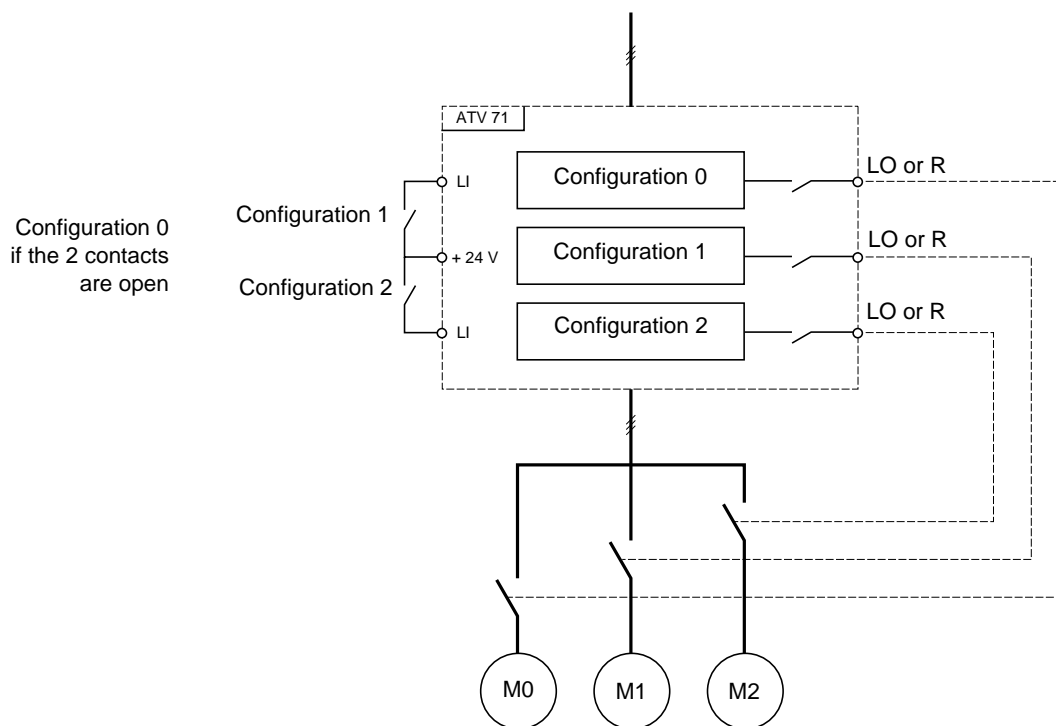 ATV 71
LI
Configuration 0
LO or R
Configuration 1
Configuration 0
if the 2 contacts
are open
+ 24 V
Configuration 1
LO or R
Configuration 2
LI
Configuration 2
LO or R
M0
M1
M2